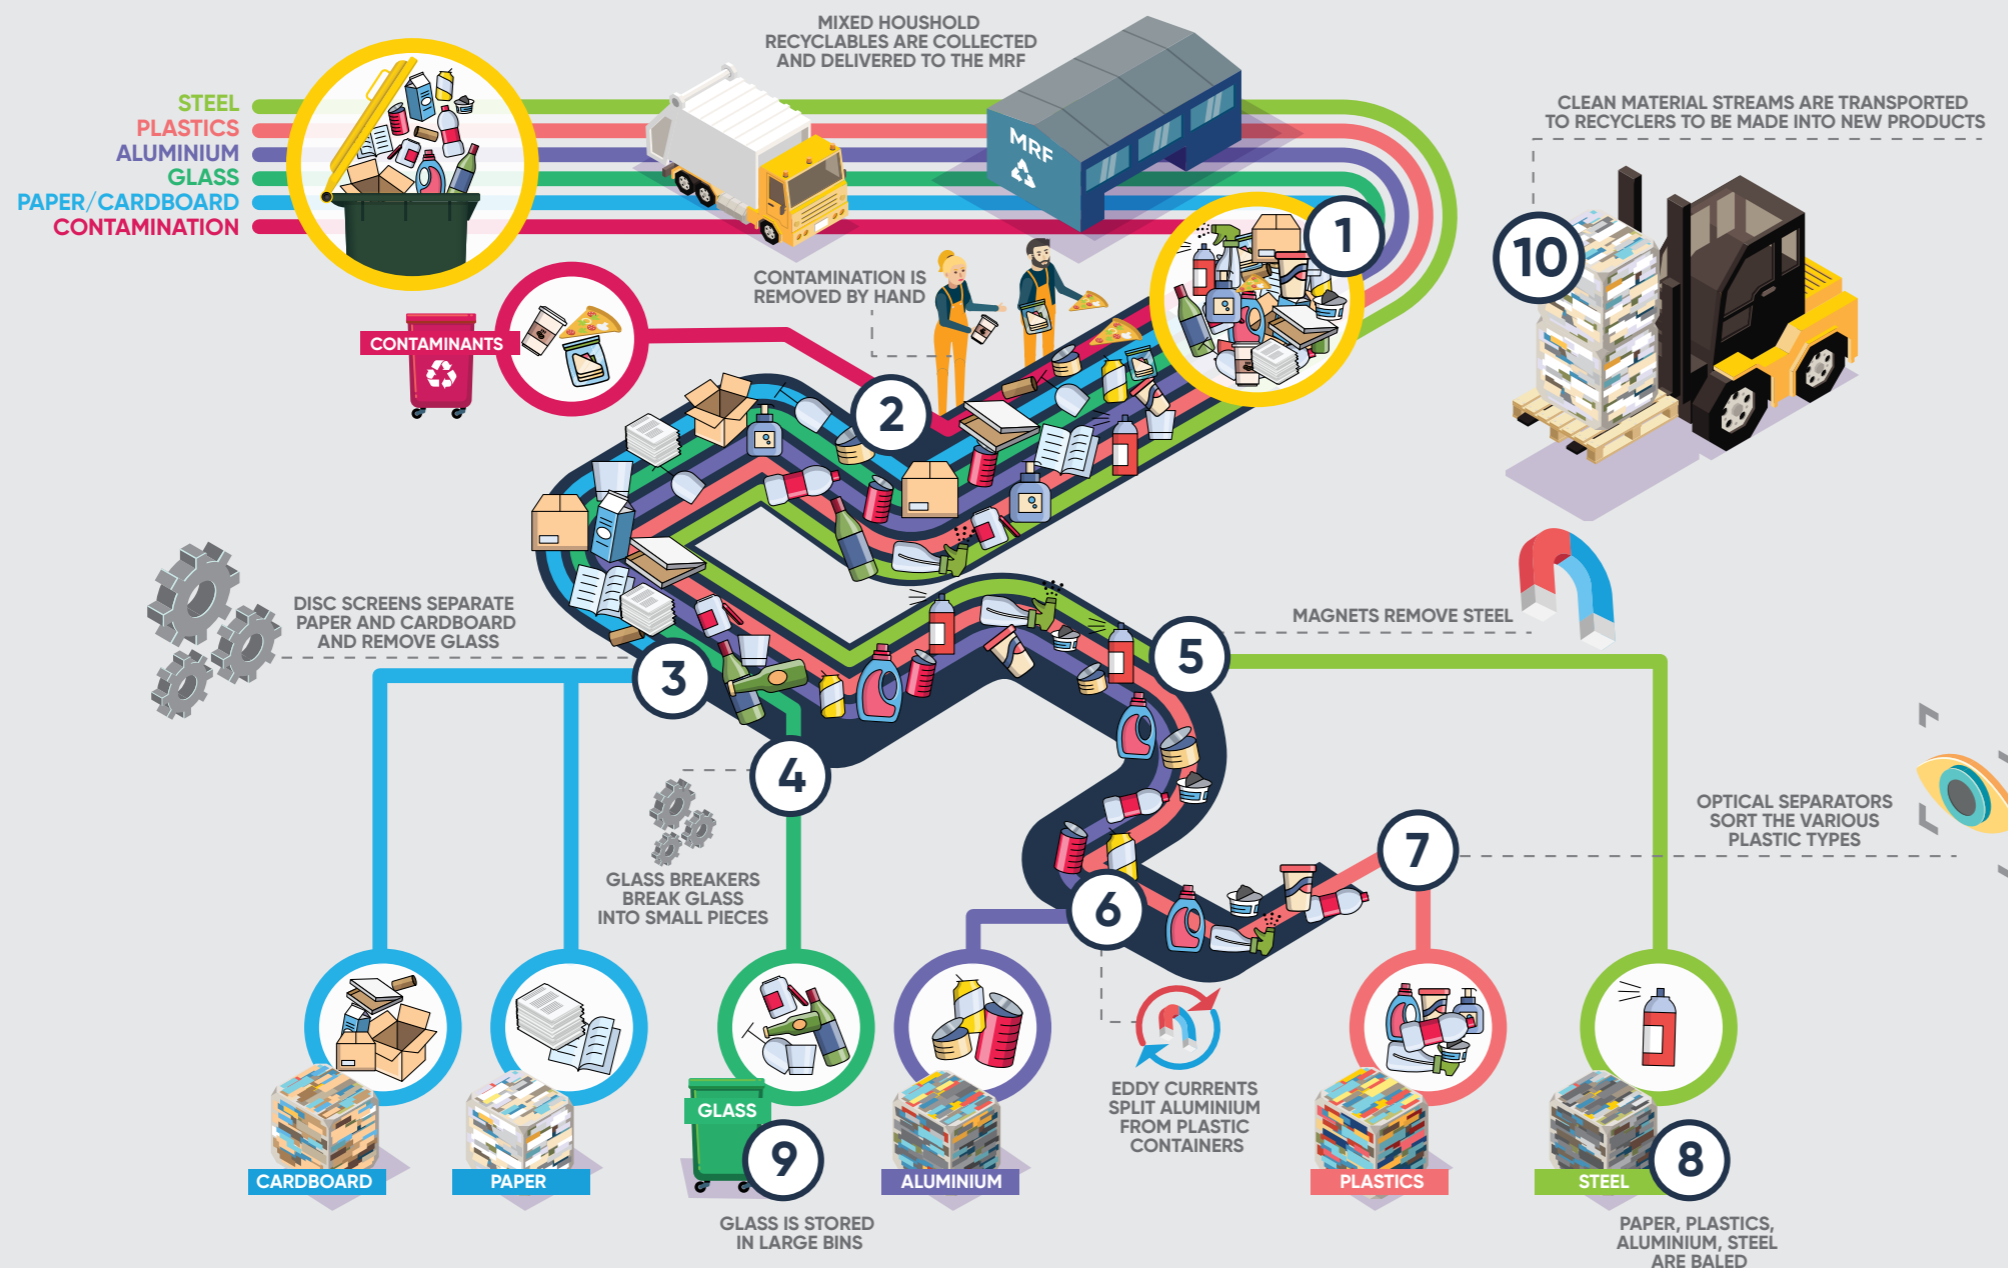 MIXED HOUSHOLD
RECYCLABLES ARE COLLECTED
AND DELIVERED TO THE MRF
STEEL
PLASTICS
ALUMINIUM
GLASS
PAPER/CARDBOARD
CONTAMINATION
MRF
1
CLEAN MATERIAL STREAMS ARE TRANSPORTED
TO RECYCLERS TO BE MADE INTO NEW PRODUCTS
10
CONTAMINATION IS
REMOVED BY HAND
CONTAMINANTS
2
DISC SCREENS SEPARATE
PAPER AND CARDBOARD
AND REMOVE GLASS
3
MAGNETS REMOVE STEEL
5
4
GLASS BREAKERS
BREAK GLASS
INTO SMALL PIECES
OPTICAL SEPARATORS
SORT THE VARIOUS
PLASTIC TYPES
7
6
EDDY CURRENTS
SPLIT ALUMINIUM
FROM PLASTIC
CONTAINERS
CARDBOARD
PAPER
GLASS
9
GLASS IS STORED
IN LARGE BINS
ALUMINIUM
PLASTICS
STEEL
8
PAPER, PLASTICS,
ALUMINIUM, STEEL
ARE BALED